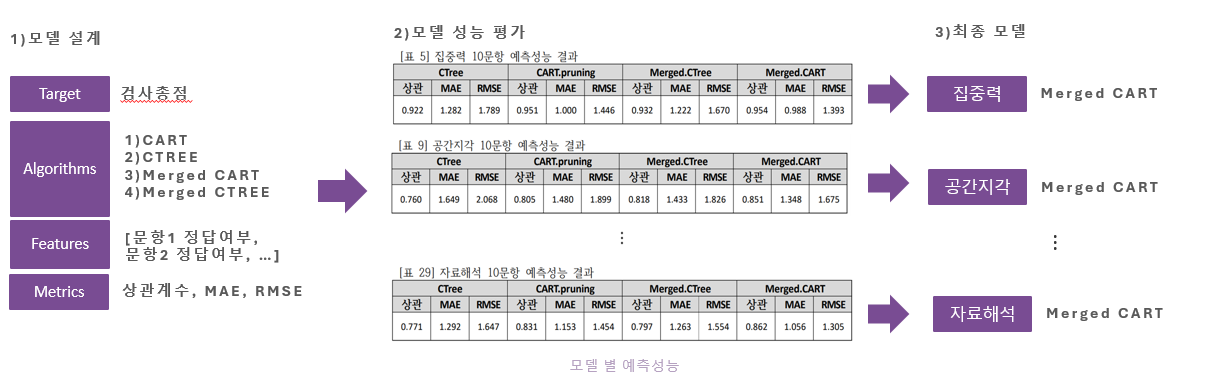 1)모델 설계
Target
검사총점
Algorithms
1)CART
2)CTREE
3)Merged CART
4)Merged CTREE
Features
[문항1 정답여부,
문항2 정답여부, …]
Metrics
상관계수, MAE, RMSE
2)모델 성능 평가
[표 5] 집중력 10문항 예측성능 결과
CTree CART.pruning Merged.CTree Merged.CART
상관 MAE RMSE 상관 MAE RMSE 상관 MAE RMSE 상관 MAE RMSE
0.922 1.282 1.789 0.951 1.000 1.446 0.932 1.222 1.670 0.954 0.988 1.393
[표 9] 공간지각 10문항 예측성능 결과
CTree CART.pruning Merged.CTree Merged.CART
상관 MAE RMSE 상관 MAE RMSE 상관 MAE RMSE 상관 MAE RMSE
0.760 1.649 2.068 0.805 1.480 1.899 0.818 1.433 1.826 0.851 1.348 1.675
⋮
[표 29] 자료해석 10문항 예측성능 결과
CTree CART.pruning Merged.CTree Merged.CART
상관 MAE RMSE 상관 MAE RMSE 상관 MAE RMSE 상관 MAE RMSE
0.771 1.292 1.647 0.831 1.153 1.454 0.797 1.263 1.554 0.862 1.056 1.305
모델 별 예측성능
3)최종 모델
집중력 Merged CART
공간지각 Merged CART
⋮
자료해석 Merged CART